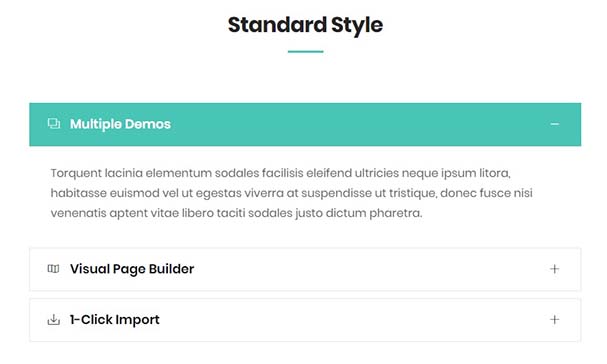 Standard Style
Multiple Demos
Torquent lacinia elementum sodales facilisis eleifend ultricies neque ipsum litora,
habitasse euismod vel ut egestas viverra at suspendisse ut tristique, donec fusce nisi
venenatis aptent vitae libero taciti sodales justo dictum pharetra.
Visual Page Builder
1-Click Import